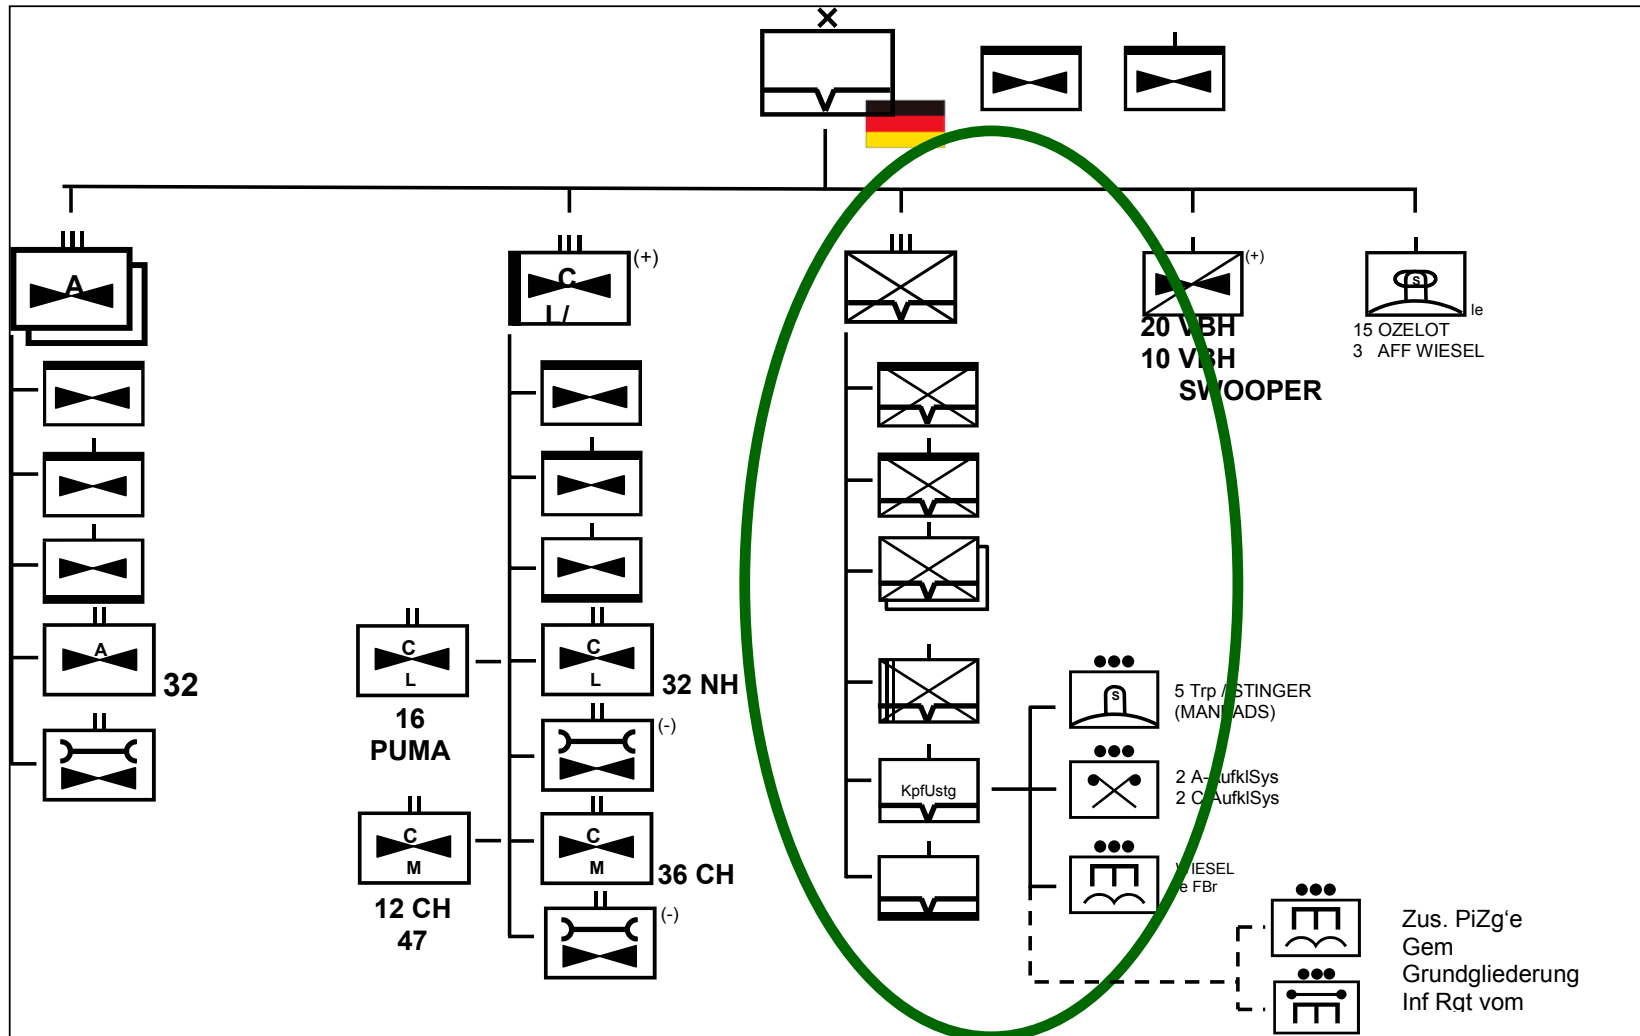 A
C
L/
(+)
(+)
20 VBH
10 VBH
SWOOPER
S
le
15 OZELOT
3 AFF WIESEL
A
32
C
L
16
PUMA
C
L
32 NH
(-)
C
M
12 CH
47
C
M
36 CH
(-)
KpfUstg
S
5 Trp / STINGER
(MANPADS)
2 A-AufklSys
2 C-AufklSys
WIESEL
le FBr
Zus. PiZg‘e
Gem
Grundgliederung
Inf Rgt vom